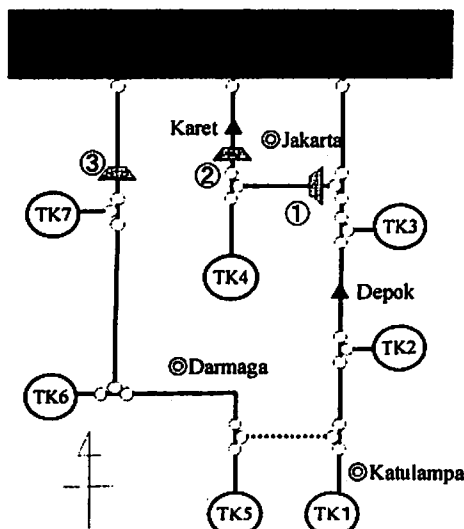 Karet
Jakarta
③
②
①
TK7
TK3
TK4
Depok
TK2
Darmaga
TK6
Katulampa
TK5
TK1